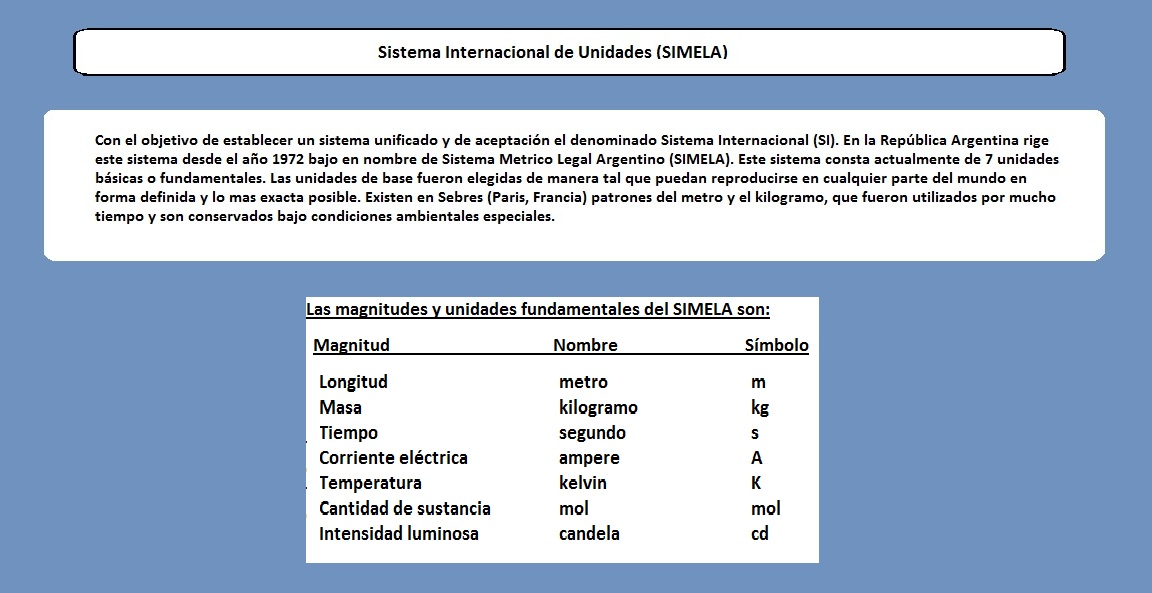 Sistema Internacional de Unidades (SIMELA)
Con el objetivo de establecer un sistema unificado y de aceptación el denominado Sistema Internacional (SI). En la República Argentina rige
este sistema desde el año 1972 bajo en nombre de Sistema Metrico Legal Argentino (SIMELA). Este sistema consta actualmente de 7 unidades
básicas o fundamentales. Las unidades de base fueron elegidas de manera tal que puedan reproducirse en cualquier parte del mundo en
forma definida y lo mas exacta posible. Existen en Sebres (Paris, Francia) patrones del metro y el kilogramo, que fueron utilizados por mucho
tiempo y son conservados bajo condiciones ambientales especiales.
Las magnitudes y unidades fundamentales del SIMELA son:
Magnitud Nombre Símbolo
Longitud metro m
Masa kilogramo kg
Tiempo segundo s
Corriente eléctrica ampere A
Temperatura kelvin K
Cantidad de sustancia mol mol
Intensidad luminosa candela cd